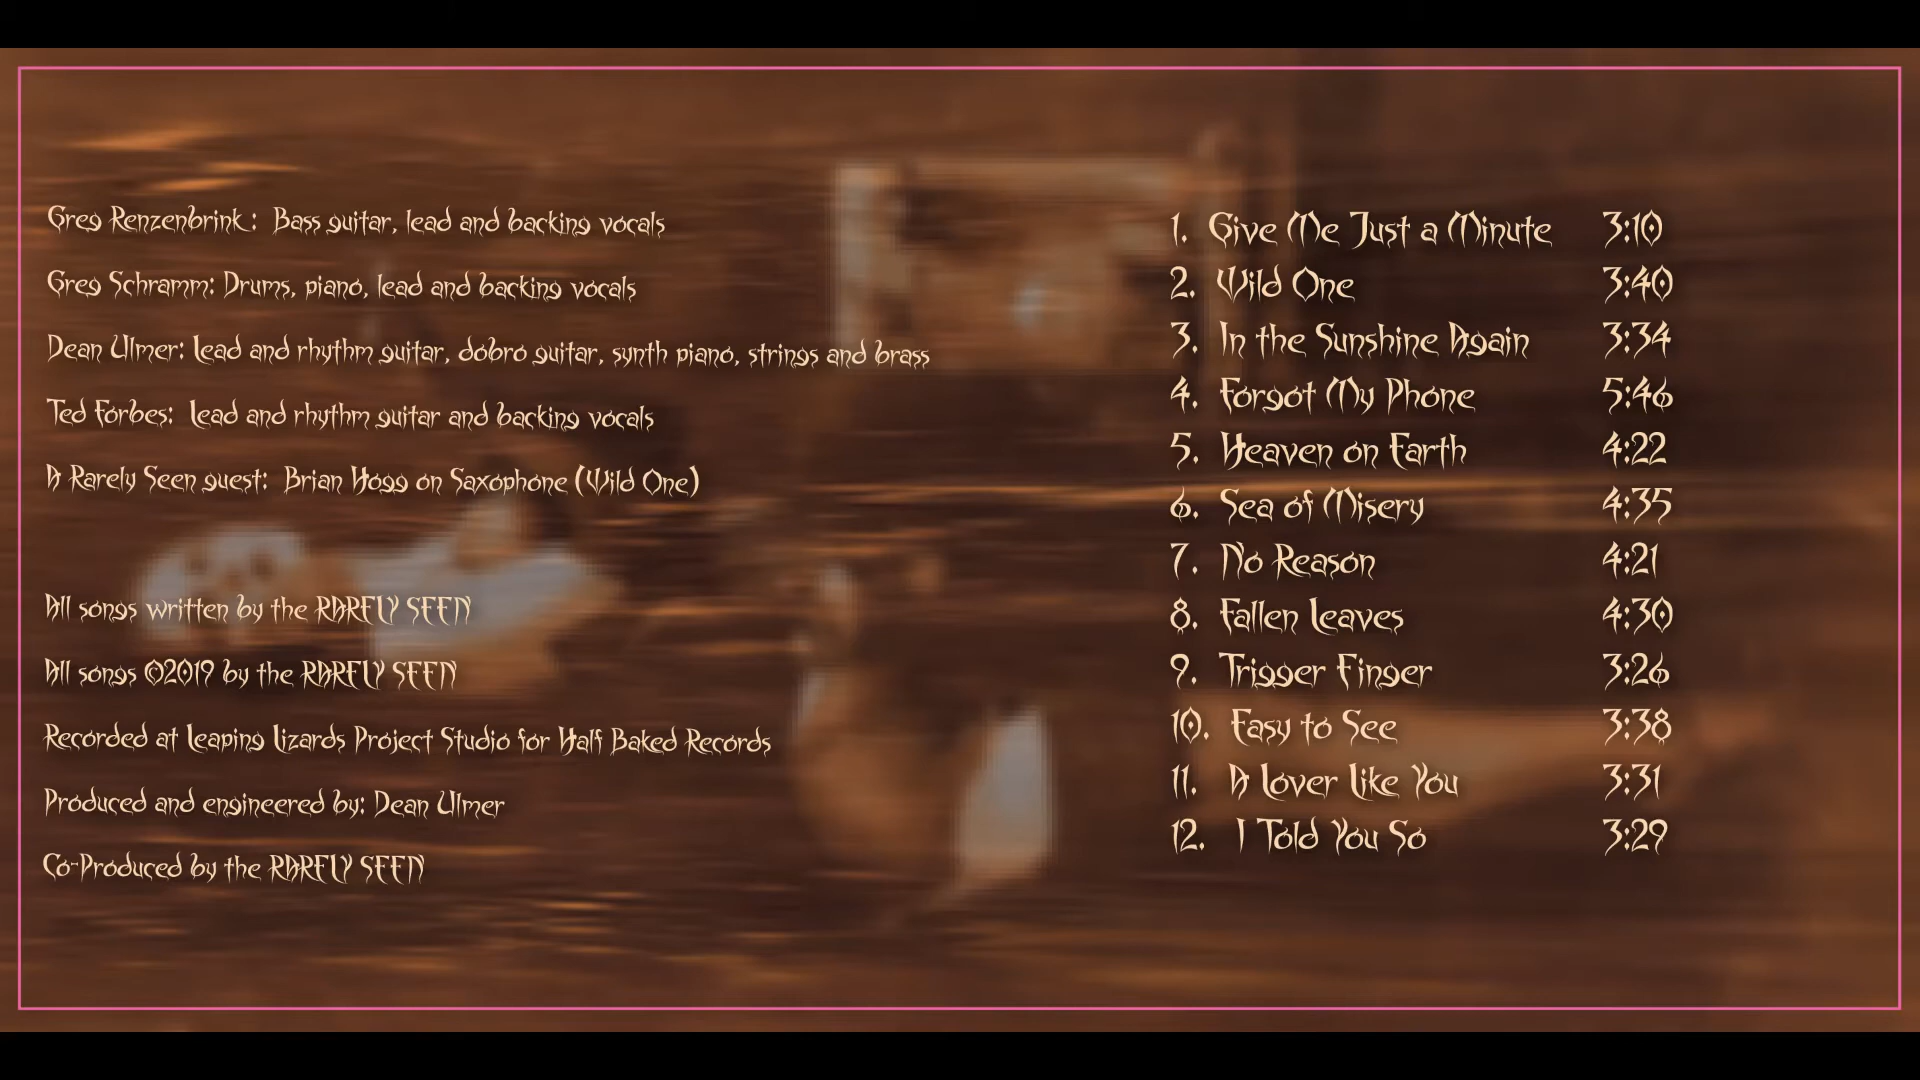 Greg Renzenbrink: Bass guitar, lead and backing vocals
Greg Schramm: Drums, piano, lead and backing vocals
Dean Ulmer: Lead and rhythm guitar, dobro guitar, synth piano, strings and brass
Ted Forbes: Lead and rhythm guitar and backing vocals
A Rarely Seen guest: Brian Hogg on Saxophone (Wild One)
All songs written by the RARELY SEEN
All songs ©2019 by the RARELY SEEN
Recorded at Leaping Lizards Project Studio for Half Baked Records
Produced and engineered by: Dean Ulmer
Co-Produced by the RARELY SEEN
1. Give Me Just a Minute 3:10
2. Wild One 3:40
3. In the Sunshine Again 3:34
4. Forgot My Phone 5:46
5. Heaven on Earth 4:22
6. Sea of Misery 4:35
7. No Reason 4:21
8. Fallen Leaves 4:30
9. Trigger Finger 3:26
10. Easy to See 3:38
11. A Lover Like You 3:31
12. I Told You So 3:29